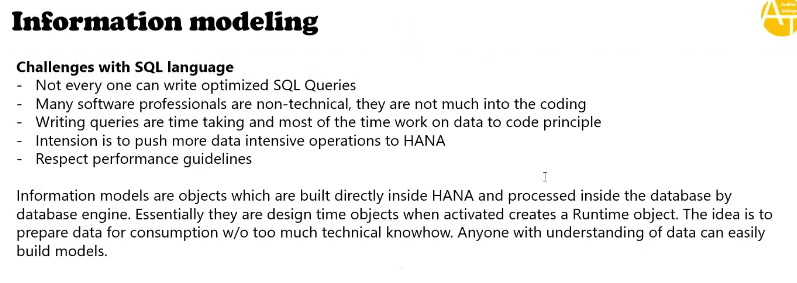 Information modeling
AT
Challenges with SQL language
- Not every one can write optimized SQL Queries
- Many software professionals are non-technical, they are not much into the coding
- Writing queries are time taking and most of the time work on data to code principle
- Intension is to push more data intensive operations to HANA
- Respect performance guidelines
Information models are objects which are built directly inside HANA and processed inside the database by
database engine. Essentially they are design time objects when activated creates a Runtime object. The idea is to
prepare data for consumption w/o too much technical knowhow. Anyone with understanding of data can easily
build models.